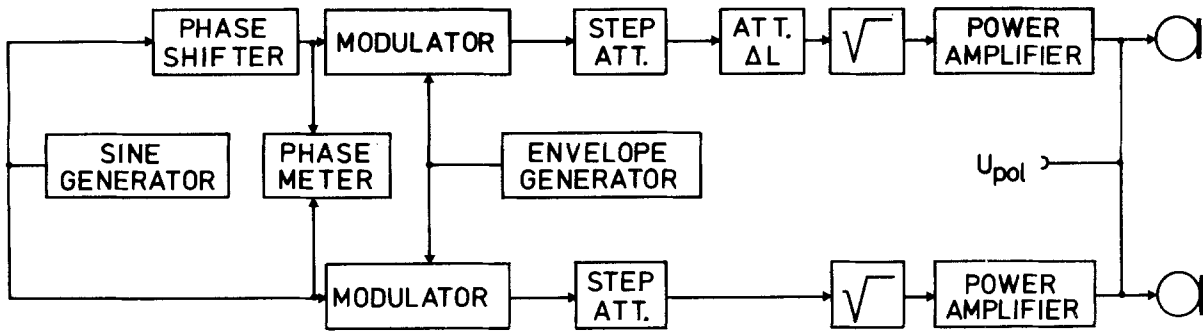 PHASE
SHIFTER
MODULATOR
STEP
ATT.
ATT.
ΔL
√
POWER
AMPLIFIER
SINE
GENERATOR
PHASE
METER
ENVELOPE
GENERATOR
Upol
MODULATOR
STEP
ATT.
√
POWER
AMPLIFIER